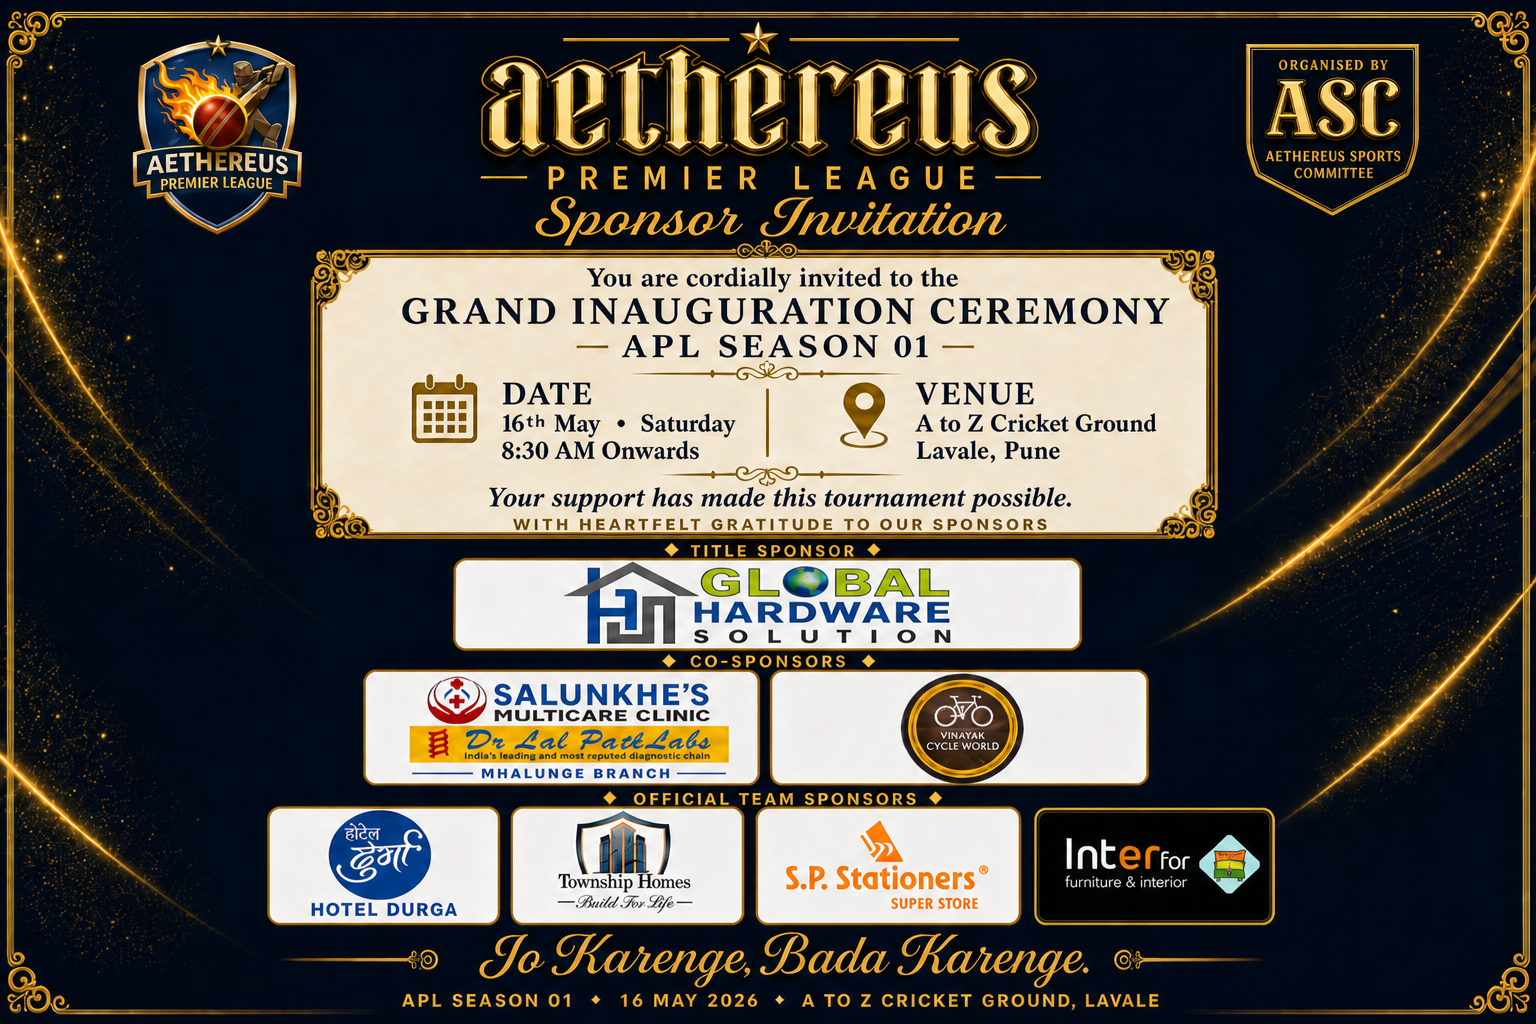 AETHEREUS
PREMIER LEAGUE
aethereus
PREMIER LEAGUE
Sponsor Invitation
ORGANISED BY
ASC
AETHEREUS SPORTS
COMMITTEE
You are cordially invited to the
GRAND INAUGURATION CEREMONY
APL SEASON 01
DATE
16th May • Saturday
8:30 AM Onwards
VENUE
A to Z Cricket Ground
Lavale, Pune
Your support has made this tournament possible.
WITH HEARTFELT GRATITUDE TO OUR SPONSORS
TITLE SPONSOR
GLOBAL
HARDWARE
SOLUTION
CO-SPONSORS
SALUNKHE'S
MULTICARE CLINIC
Dr Lal PathLabs
India's leading and most reputed diagnostic chain
MHALUNGE BRANCH
VINAYAK
CYCLE WORLD
OFFICIAL TEAM SPONSORS
होटेल
दुर्गा
HOTEL DURGA
Township Homes
Build For Life
S.P. Stationers®
SUPER STORE
Interfor
furniture & interior
Jo Karenge, Bada Karenge.
APL SEASON 01 ◆ 16 MAY 2026 ◆ A TO Z CRICKET GROUND, LAVALE